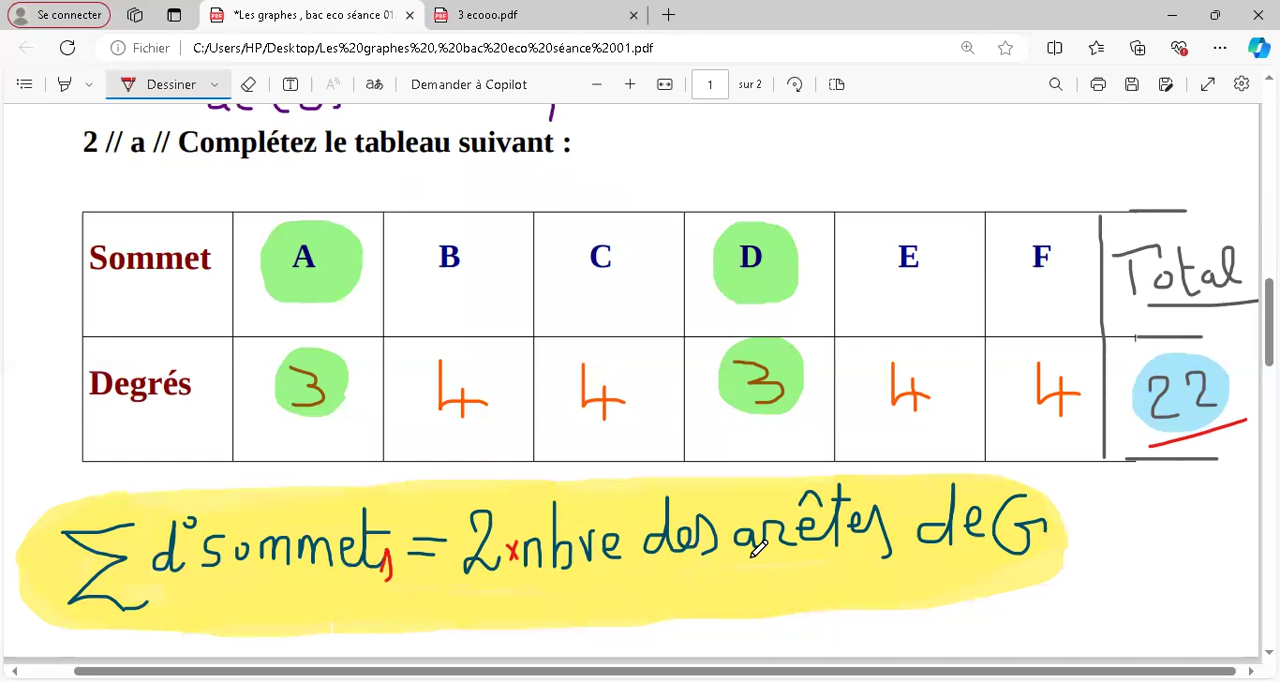 Se connecter
*Les graphes , bac eco séance 01.
3 ecooo.pdf
Fichier
C:/Users/HP/Desktop/Les%20graphes%20,%20bac%20eco%20séance%2001.pdf
Dessiner
aあ
Demander à Copilot
1
sur 2
2 // a // Complétez le tableau suivant :
Sommet A B C D E F Total
Degrés 3 4 4 3 4 4 22
∑ d° sommets = 2 × nbre des arêtes de G